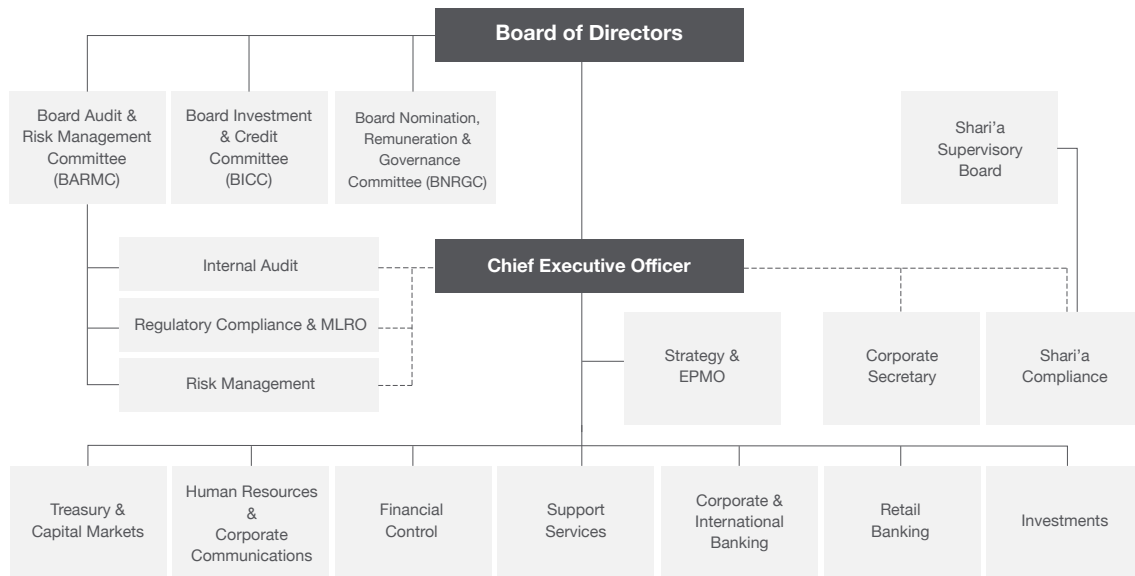 Board of Directors
Board Audit &
Risk Management
Committee
(BARMC)
Board Investment
& Credit
Committee
(BICC)
Board Nomination,
Remuneration &
Governance
Committee (BNRGC)
Shari’a
Supervisory
Board
Internal Audit
Chief Executive Officer
Regulatory Compliance & MLRO
Risk Management
Strategy &
EPMO
Corporate
Secretary
Shari’a
Compliance
Treasury &
Capital Markets
Human Resources
&
Corporate
Communications
Financial
Control
Support
Services
Corporate &
International
Banking
Retail
Banking
Investments